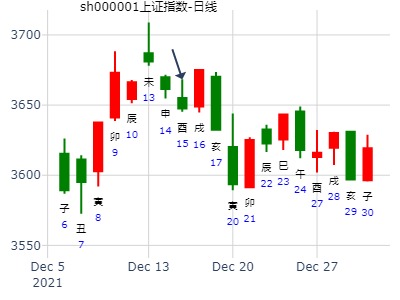 sh000001上证指数-日线
3700
3650
3600
3550
子
6
丑
7
寅
8
卯
9
辰
10
未
13
申
14
酉
15
戌
16
亥
17
寅
20
卯
21
辰
22
巳
23
午
24
酉
27
戌
28
亥
29
子
30
Dec 5
2021
Dec 13
Dec 20
Dec 27